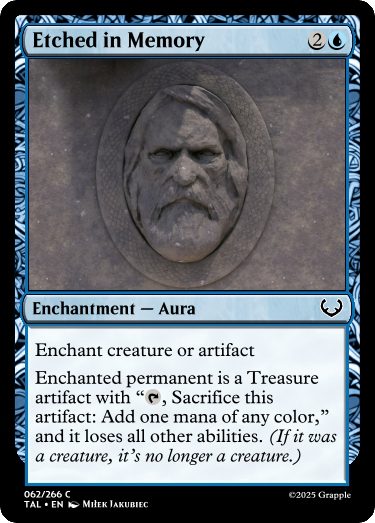 Etched in Memory 2
Enchantment — Aura
Enchant creature or artifact
Enchanted permanent is a Treasure
artifact with “, Sacrifice this
artifact: Add one mana of any color,”
and it loses all other abilities. (If it was
a creature, it’s no longer a creature.)
062/266 C
TAL • EN Miłek Jakubiec
©2025 Grapple